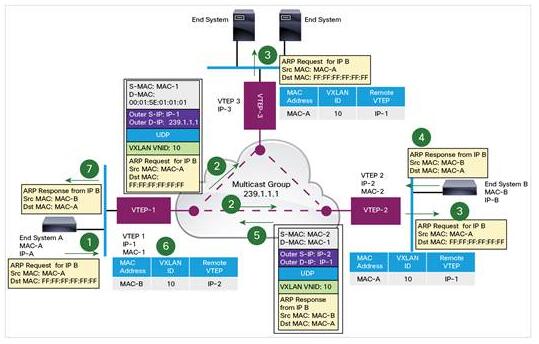 End System
End System
3
ARP Request for IP B
Src MAC: MAC-A
Dst MAC: FF:FF:FF:FF:FF:FF
S-MAC: MAC-1
D-MAC:
00:01:5E:01:01:01
Outer S-IP: IP-1
Outer D-IP: 239.1.1.1
UDP
VXLAN VNID: 10
ARP Request for IP B
Src MAC: MAC-A
Dst MAC:
FF:FF:FF:FF:FF:FF
VTEP 3
IP-3
VTEP-3
MAC Address
VXLAN ID
Remote VTEP
MAC-A
10
IP-1
4
ARP Response from IP B
Src MAC: MAC-B
Dst MAC: MAC-A
7
ARP Response from IP B
Src MAC: MAC-B
Dst MAC: MAC-A
2
Multicast Group
239.1.1.1
2
VTEP 2
IP-2
MAC-2
End System B
MAC-B
IP-B
VTEP-1
VTEP-2
3
ARP Request for IP B
Src MAC: MAC-A
Dst MAC: FF:FF:FF:FF:FF:FF
End System A
MAC-A
IP-A
1
ARP Request for IP B
Src MAC: MAC-A
Dst MAC: FF:FF:FF:FF:FF:FF
VTEP 1
IP-1
MAC-1
6
MAC Address
VXLAN ID
Remote VTEP
MAC-B
10
IP-2
5
S-MAC: MAC-2
D-MAC: MAC-1
Outer S-IP: IP-2
Outer D-IP: IP-1
UDP
VXLAN VNID: 10
ARP Response
from IP B
Src MAC: MAC-B
Dst MAC: MAC-A
MAC Address
VXLAN ID
Remote VTEP
MAC-A
10
IP-1